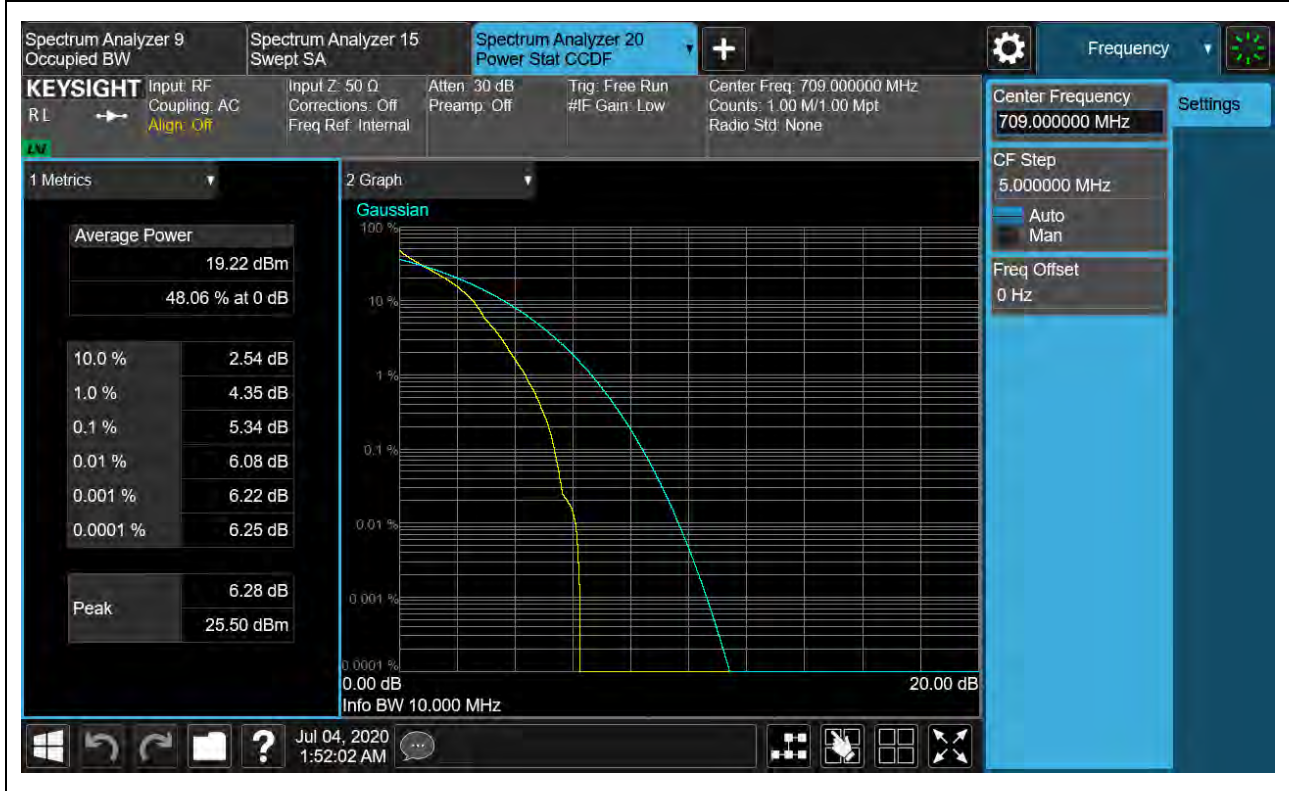 Spectrum Analyzer 9
Occupied BW
Spectrum Analyzer 15
Swept SA
Spectrum Analyzer 20
Power Stat CCDF
Frequency
KEYSIGHT
Input: RF
Coupling: AC
Align: Off
Input Z: 50 Ω
Corrections: Off
Freq Ref: Internal
Atten: 30 dB
Preamp: Off
Trig: Free Run
#IF Gain: Low
Center Freq: 709.000000 MHz
Counts: 1.00 M/1.00 Mpt
Radio Std: None
R L
Center Frequency
709.000000 MHz
Settings
CF Step
5.000000 MHz
Auto
Man
Freq Offset
0 Hz
1 Metrics
Average Power
19.22 dBm
48.06 % at 0 dB
10.0 % 2.54 dB
1.0 % 4.35 dB
0.1 % 5.34 dB
0.01 % 6.08 dB
0.001 % 6.22 dB
0.0001 % 6.25 dB
Peak
6.28 dB
25.50 dBm
2 Graph
Gaussian
100 %
10 %
1 %
0.1 %
0.01 %
0.001 %
0.0001 %
0.00 dB
20.00 dB
Info BW 10.000 MHz
?
Jul 04, 2020
1:52:02 AM